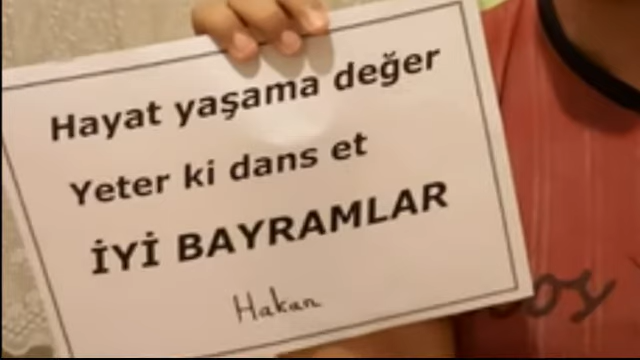 Hayat yaşama değer
Yeter ki dans et
İYİ BAYRAMLAR
Hakan